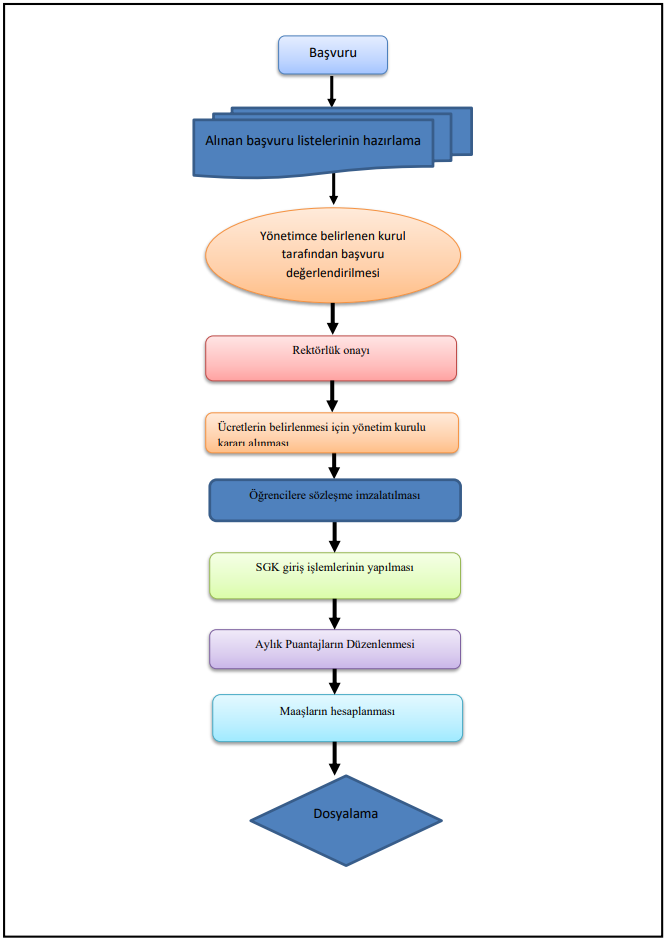 Başvuru
Alınan başvuru listelerinin hazırlama
Yönetimce belirlenen kurul
tarafından başvuru
değerlendirilmesi
Rektörlük onayı
Ücretlerin belirlenmesi için yönetim kurulu
kararı alınması
Öğrencilere sözleşme imzalatılması
SGK giriş işlemlerinin yapılması
Aylık Puantajların Düzenlenmesi
Maaşların hesaplanması
Dosyalama